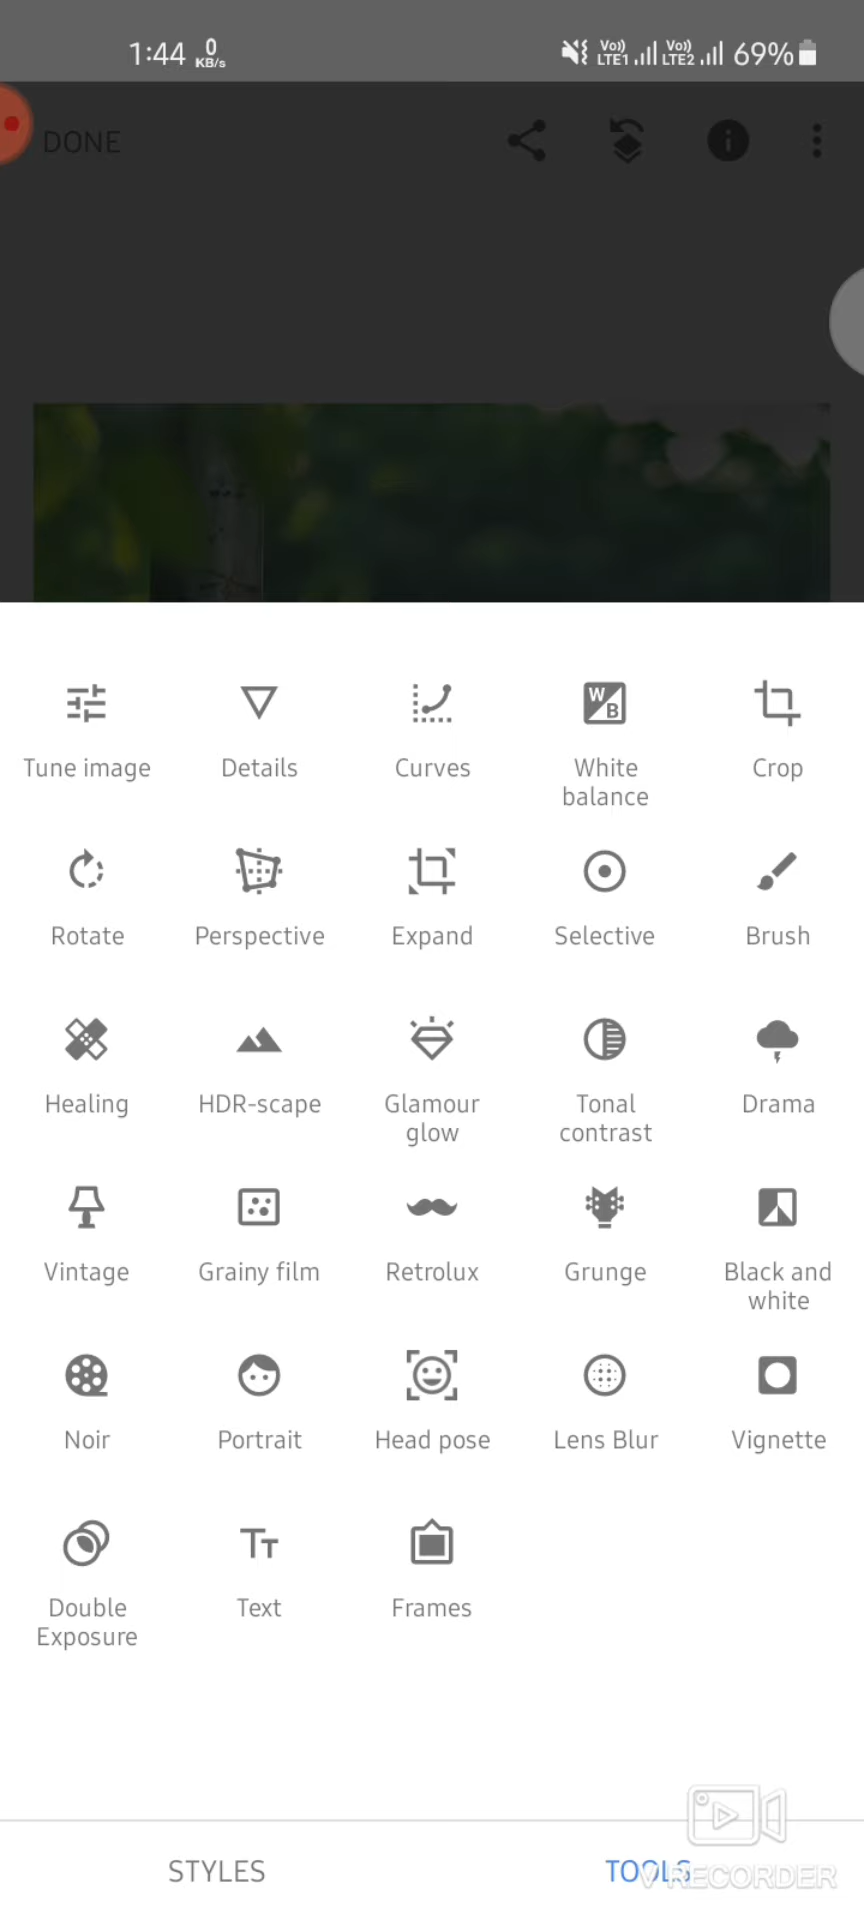 1:44 0 KB/s Vo)) LTE1 Vo)) LTE2 69%
DONE
Tune image Details Curves White balance Crop
Rotate Perspective Expand Selective Brush
Healing HDR-scape Glamour glow Tonal contrast Drama
Vintage Grainy film Retrolux Grunge Black and white
Noir Portrait Head pose Lens Blur Vignette
Double Exposure Text Frames
STYLES TOOLS
V RECORDER